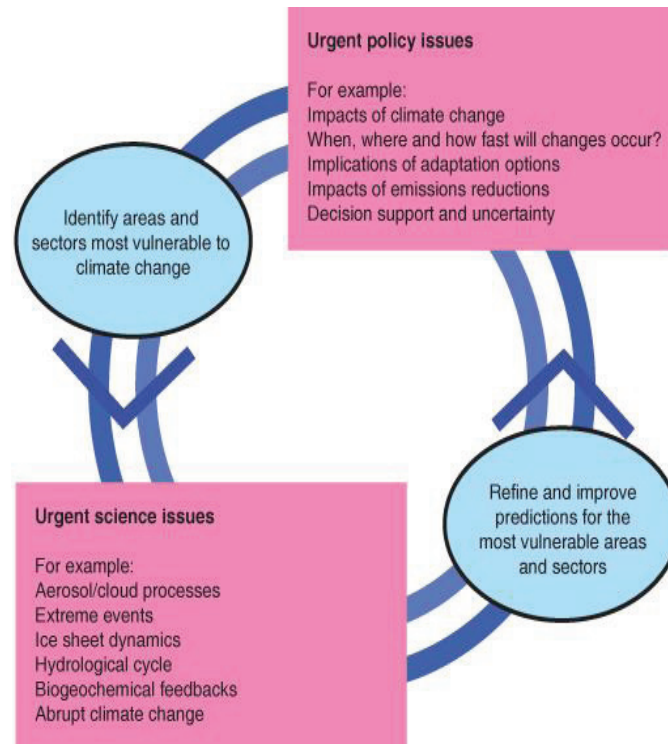 Urgent policy issues
For example:
Impacts of climate change
When, where and how fast will changes occur?
Implications of adaptation options
Impacts of emissions reductions
Decision support and uncertainty
Identify areas and
sectors most vulnerable to
climate change
Refine and improve
predictions for the
most vulnerable areas
and sectors
Urgent science issues
For example:
Aerosol/cloud processes
Extreme events
Ice sheet dynamics
Hydrological cycle
Biogeochemical feedbacks
Abrupt climate change